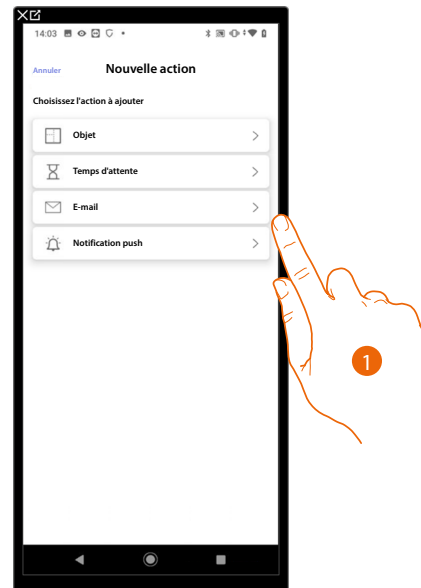 14:03
Annuler Nouvelle action
Choisissez l'action à ajouter
Objet
Temps d'attente
E-mail
Notification push
1